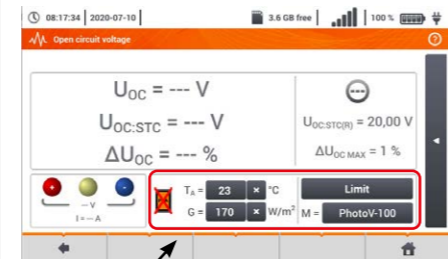 08:17:34 2020-07-10 3.6 GB free 100 %
Open circuit voltage
U_OC = --- V
U_OC:STC = --- V
ΔU_OC = --- %
U_OC:STC(R) = 20,00 V
ΔU_OC MAX = 1 %
-- V
I = -- A
T_A = 23 × °C
G = 170 × W/m²
Limit
M = PhotoV-100